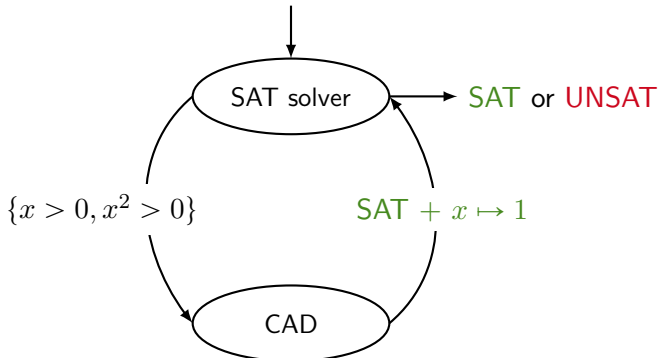 SAT solver
SAT or UNSAT
{x > 0, x² > 0}
SAT + x ↦ 1
CAD